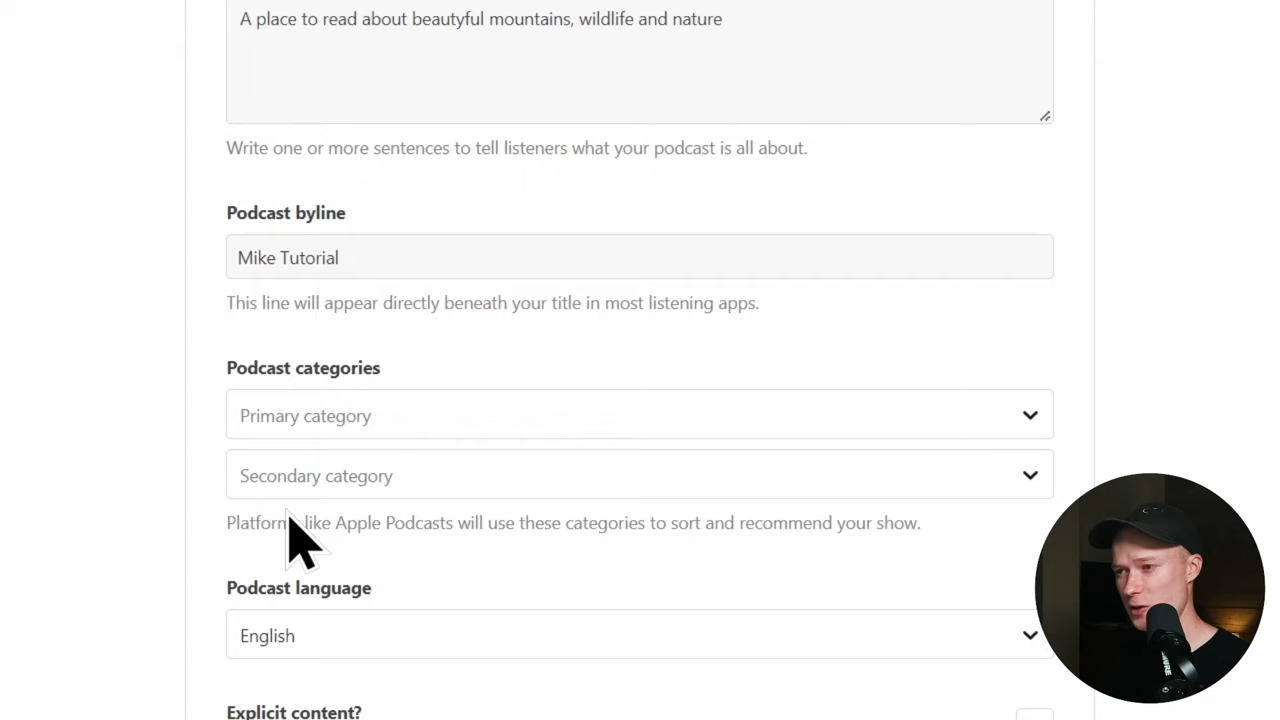 A place to read about beautyful mountains, wildlife and nature
Write one or more sentences to tell listeners what your podcast is all about.
Podcast byline
Mike Tutorial
This line will appear directly beneath your title in most listening apps.
Podcast categories
Primary category
Secondary category
Platform like Apple Podcasts will use these categories to sort and recommend your show.
Podcast language
English
Explicit content?
SHURE